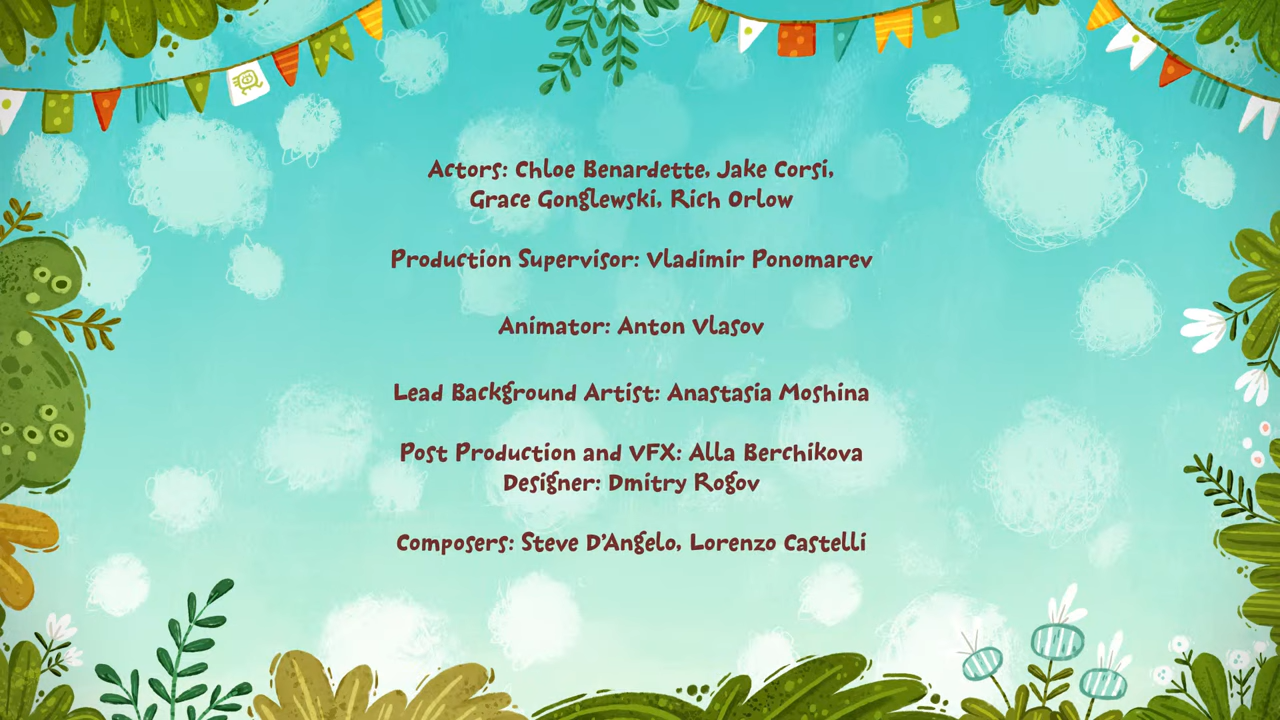 Actors: Chloe Benardette, Jake Corsi,
Grace Gonglewski, Rich Orlow
Production Supervisor: Vladimir Ponomarev
Animator: Anton Vlasov
Lead Background Artist: Anastasia Moshina
Post Production and VFX: Alla Berchikova
Designer: Dmitry Rogov
Composers: Steve D'Angelo, Lorenzo Castelli